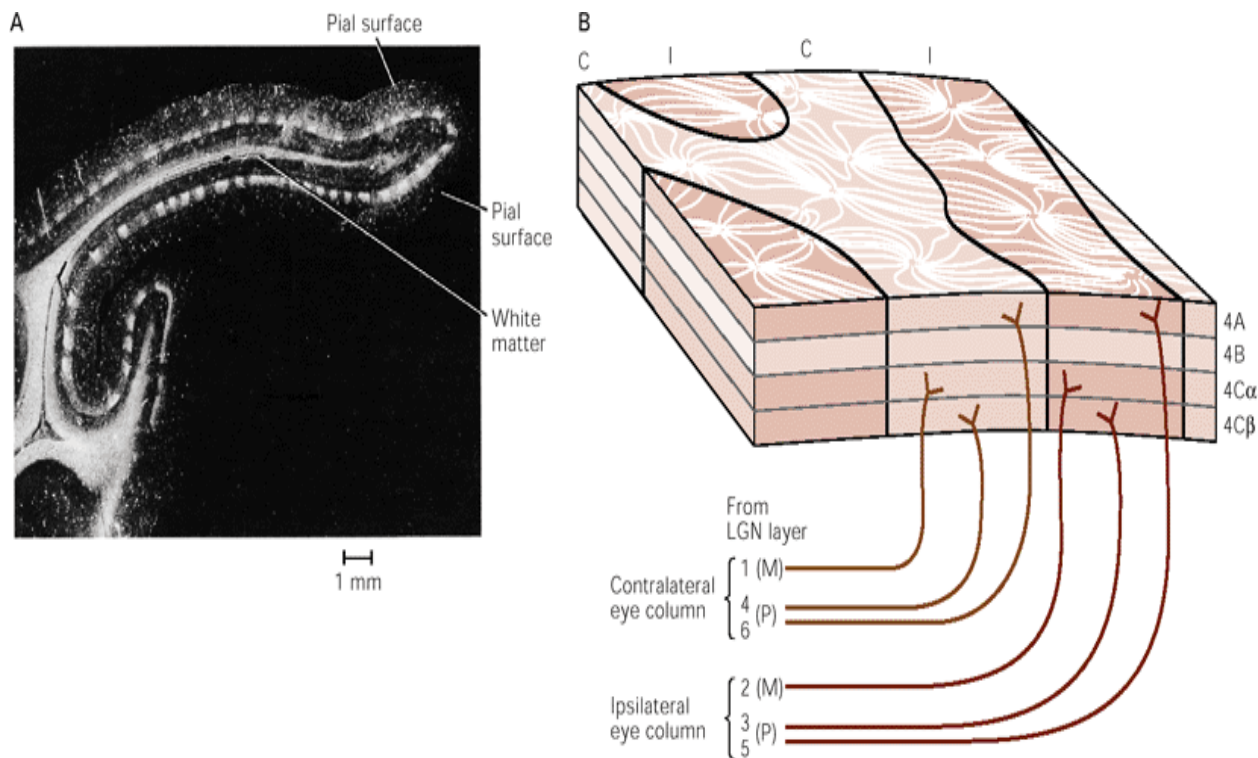 A
Pial surface
Pial
surface
White
matter
1 mm
B
C
I
C
I
4A
4B
4Cα
4Cβ
From
LGN layer
Contralateral
eye column
1 (M)
4
(P)
6
Ipsilateral
eye column
2 (M)
3
(P)
5